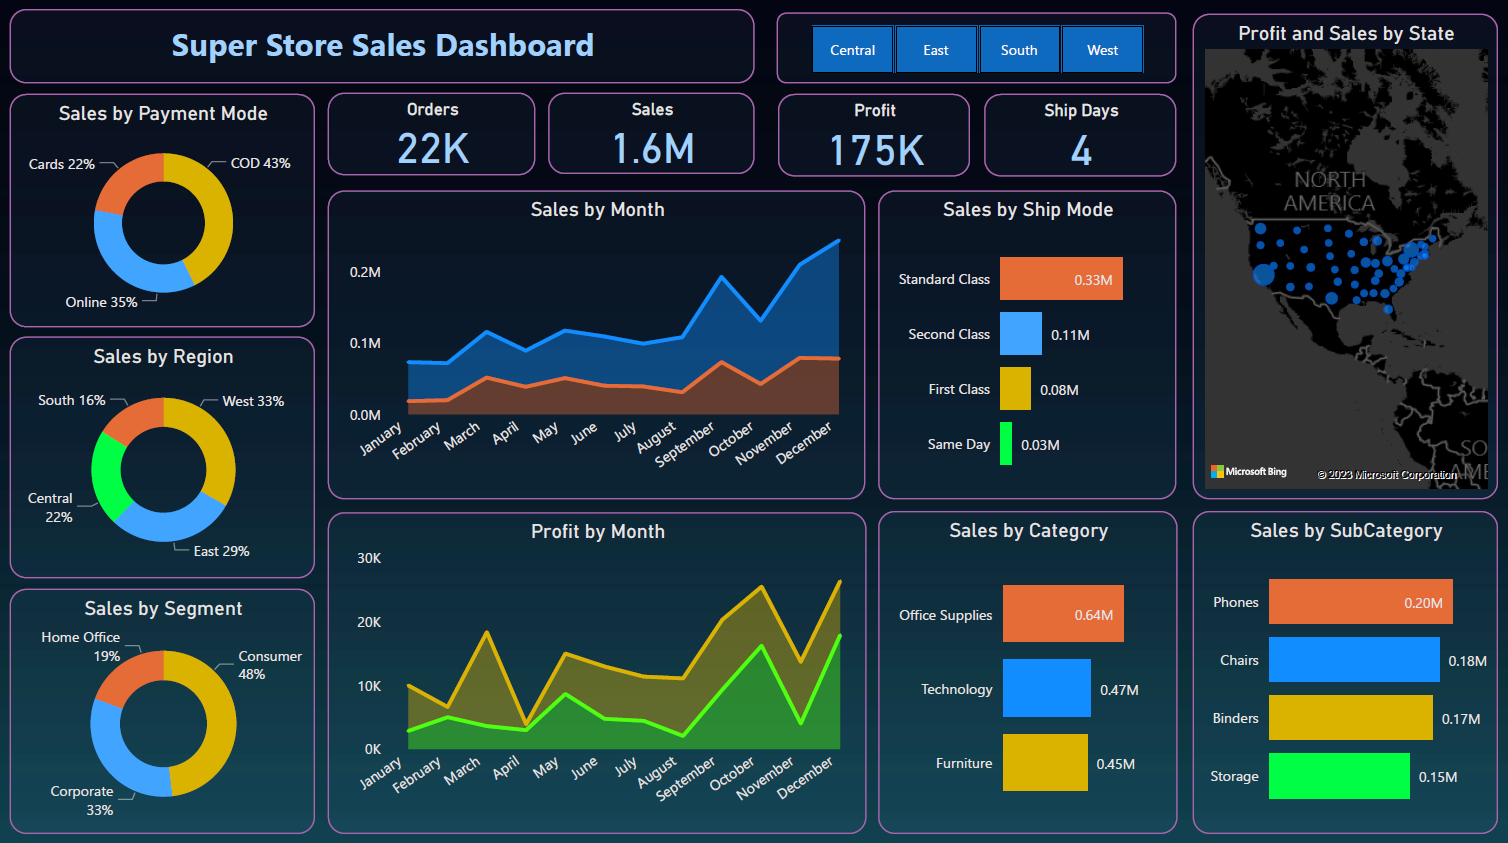 Super Store Sales Dashboard
Central
East
South
West
Profit and Sales by State
NORTH
AMERICA
Microsoft Bing
© 2023 Microsoft Corporation
Sales by Payment Mode
Cards 22%
COD 43%
Online 35%
Orders
22K
Sales
1.6M
Profit
175K
Ship Days
4
Sales by Month
0.2M
0.1M
0.0M
January
February
March
April
May
June
July
August
September
October
November
December
Sales by Ship Mode
Standard Class
0.33M
Second Class
0.11M
First Class
0.08M
Same Day
0.03M
Sales by Region
South 16%
West 33%
Central
22%
East 29%
Sales by Segment
Home Office
19%
Consumer
48%
Corporate
33%
Profit by Month
30K
20K
10K
0K
January
February
March
April
May
June
July
August
September
October
November
December
Sales by Category
Office Supplies
0.64M
Technology
0.47M
Furniture
0.45M
Sales by SubCategory
Phones
0.20M
Chairs
0.18M
Binders
0.17M
Storage
0.15M